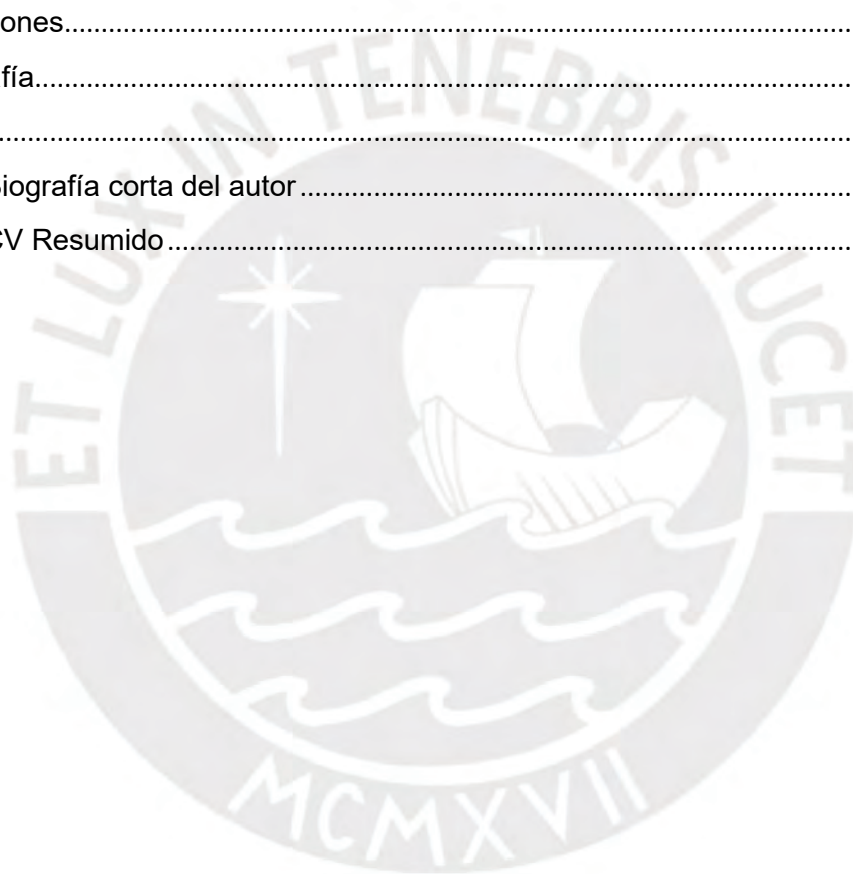 ones..........................................................................................................
fía..............................................................................................................
...................................................................................................................
iografía corta del autor.......................................................................
CV Resumido.........................................................................................
ET LUX IN TENEBRIS LUCET
MCMXVII